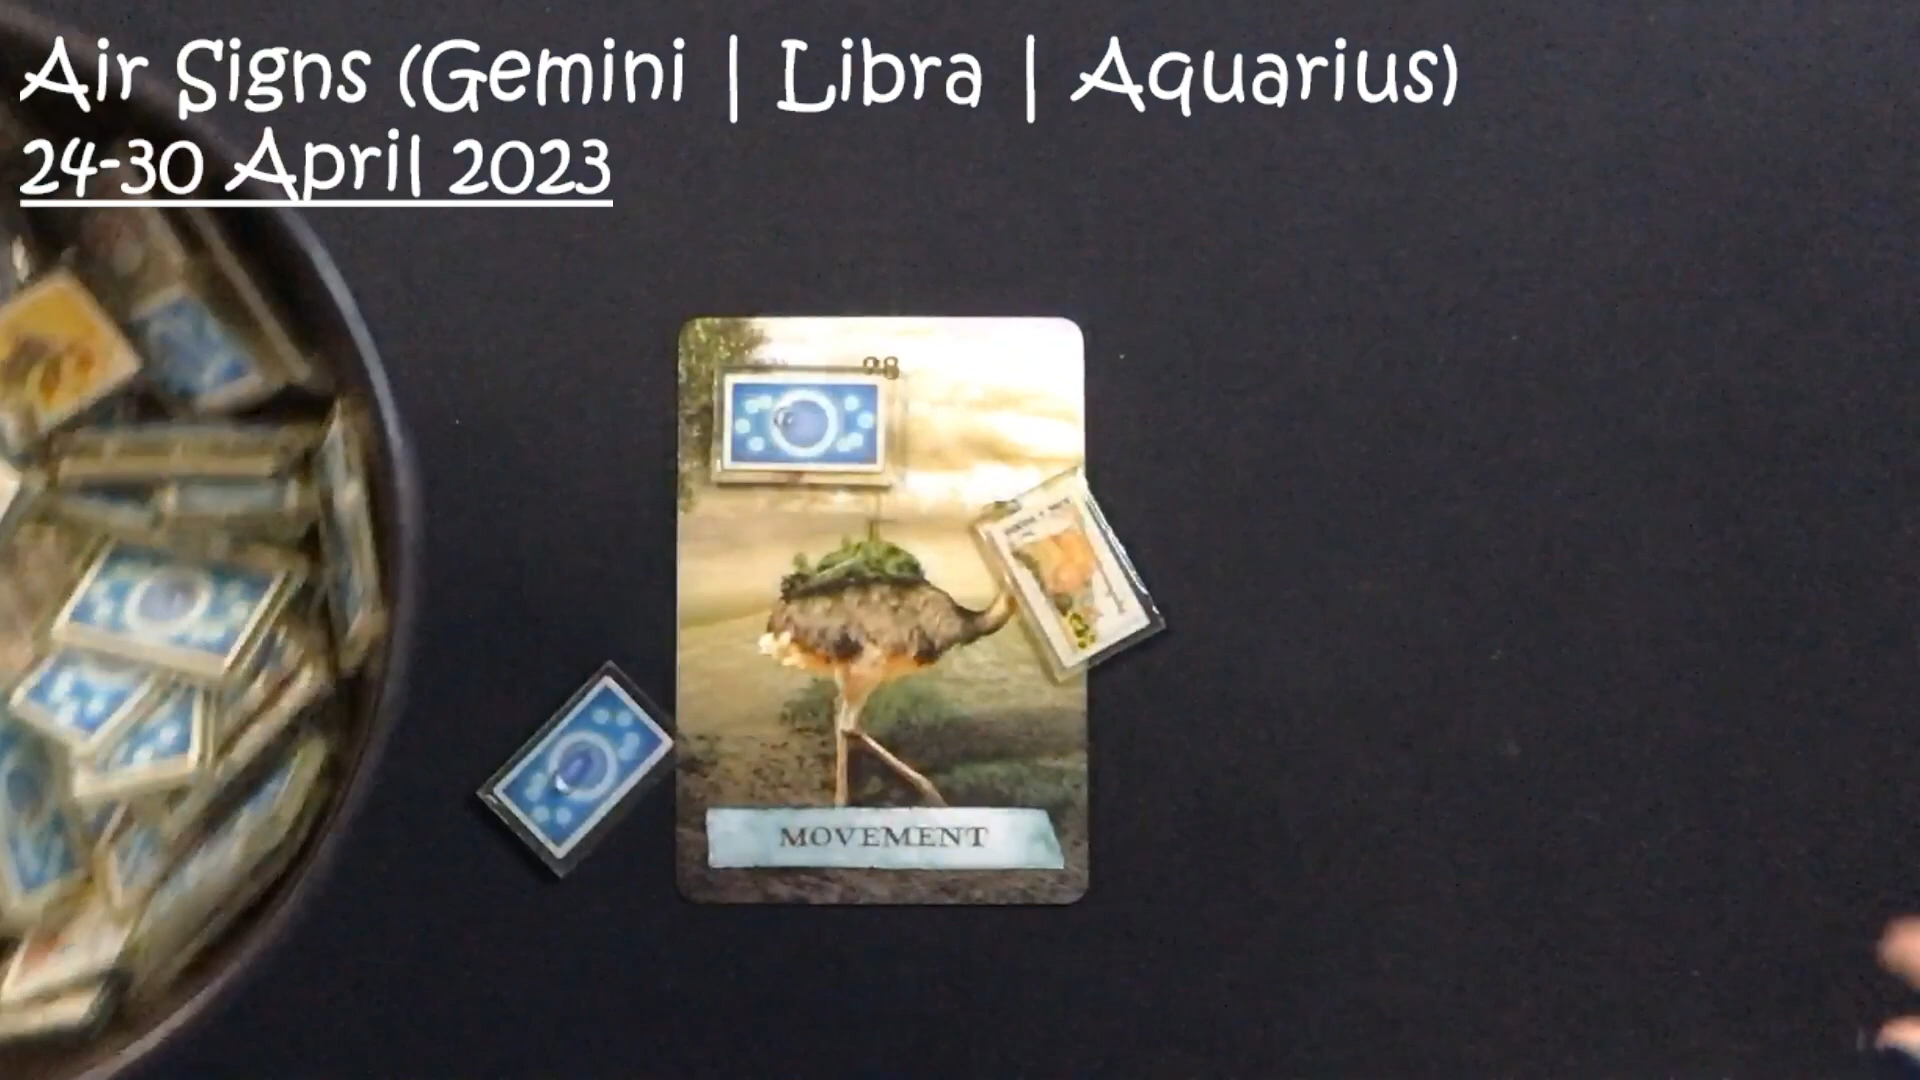 Air Signs (Gemini | Libra | Aquarius)
24-30 April 2023
MOVEMENT